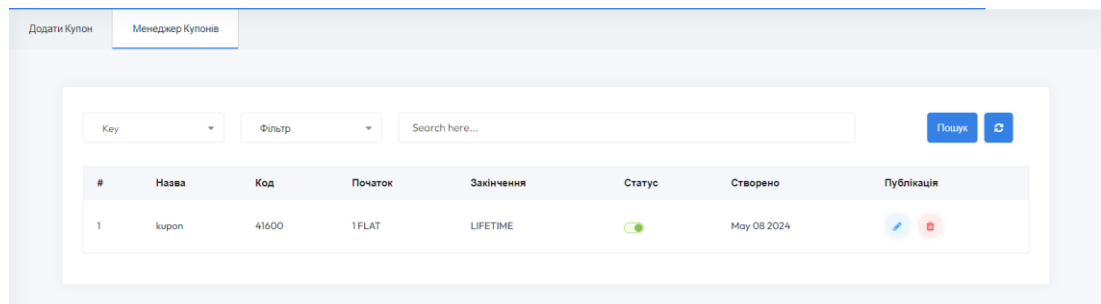 Додати Купон Менеджер Купонів
Key Фільтр Search here... Пошук
# Назва Код Початок Закінчення Статус Створено Публікація
1 kupon 41600 1 FLAT LIFETIME May 08 2024